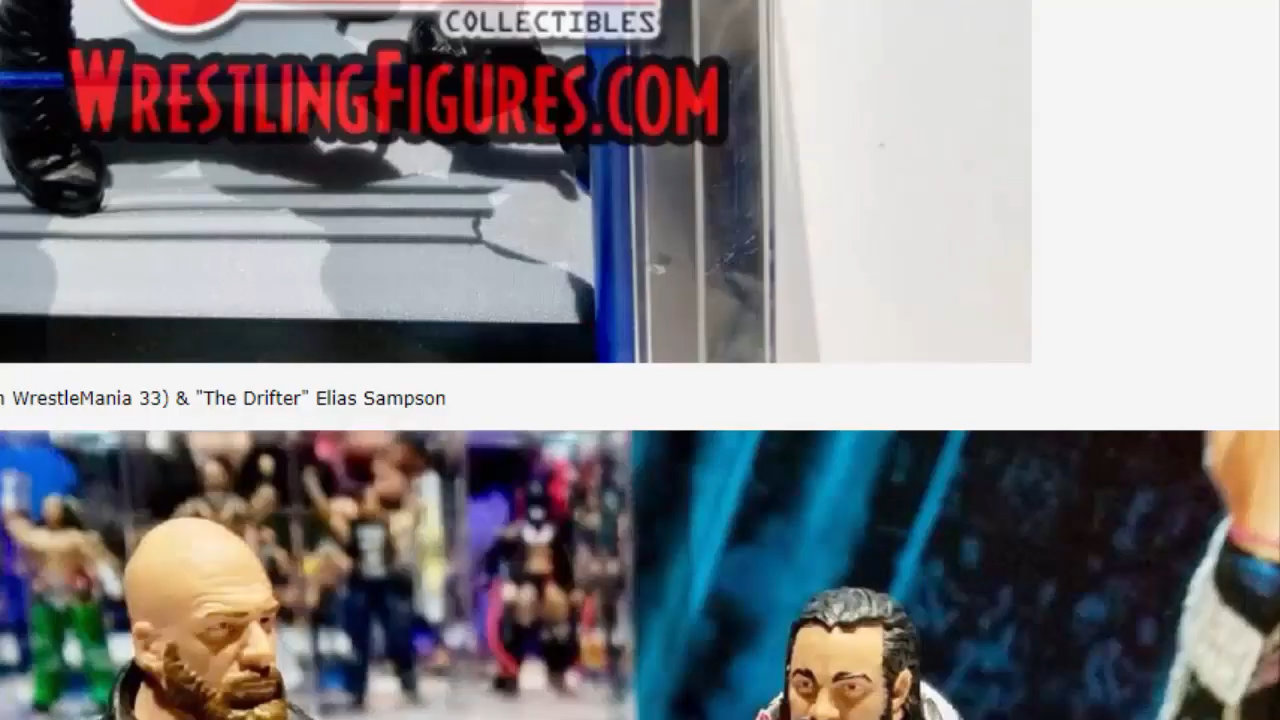 COLLECTIBLES
WRESTLINGFIGURES.COM
WrestleMania 33) & "The Drifter" Elias Sampson